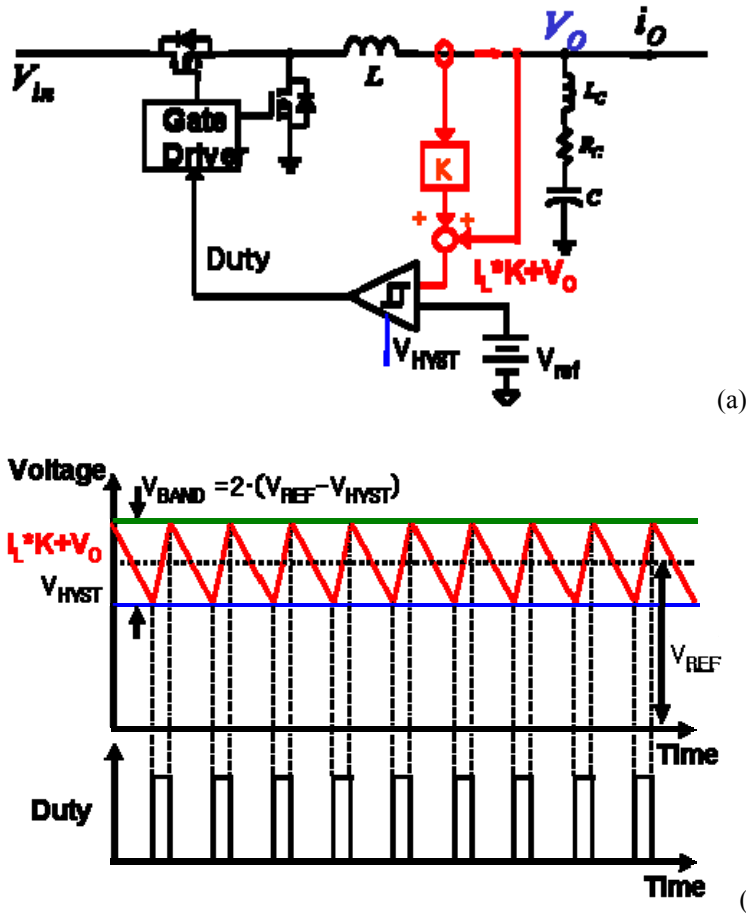 V_O
i_O
V_in
L
L_C
Gate
Driver
R_C
K
C
+ +
Duty
I_L*K+V_O
V_HYST
V_ref
(a)
Voltage
V_BAND =2·(V_REF–V_HYST)
I_L*K+V_O
V_HYST
V_REF
Time
Duty
Time
(